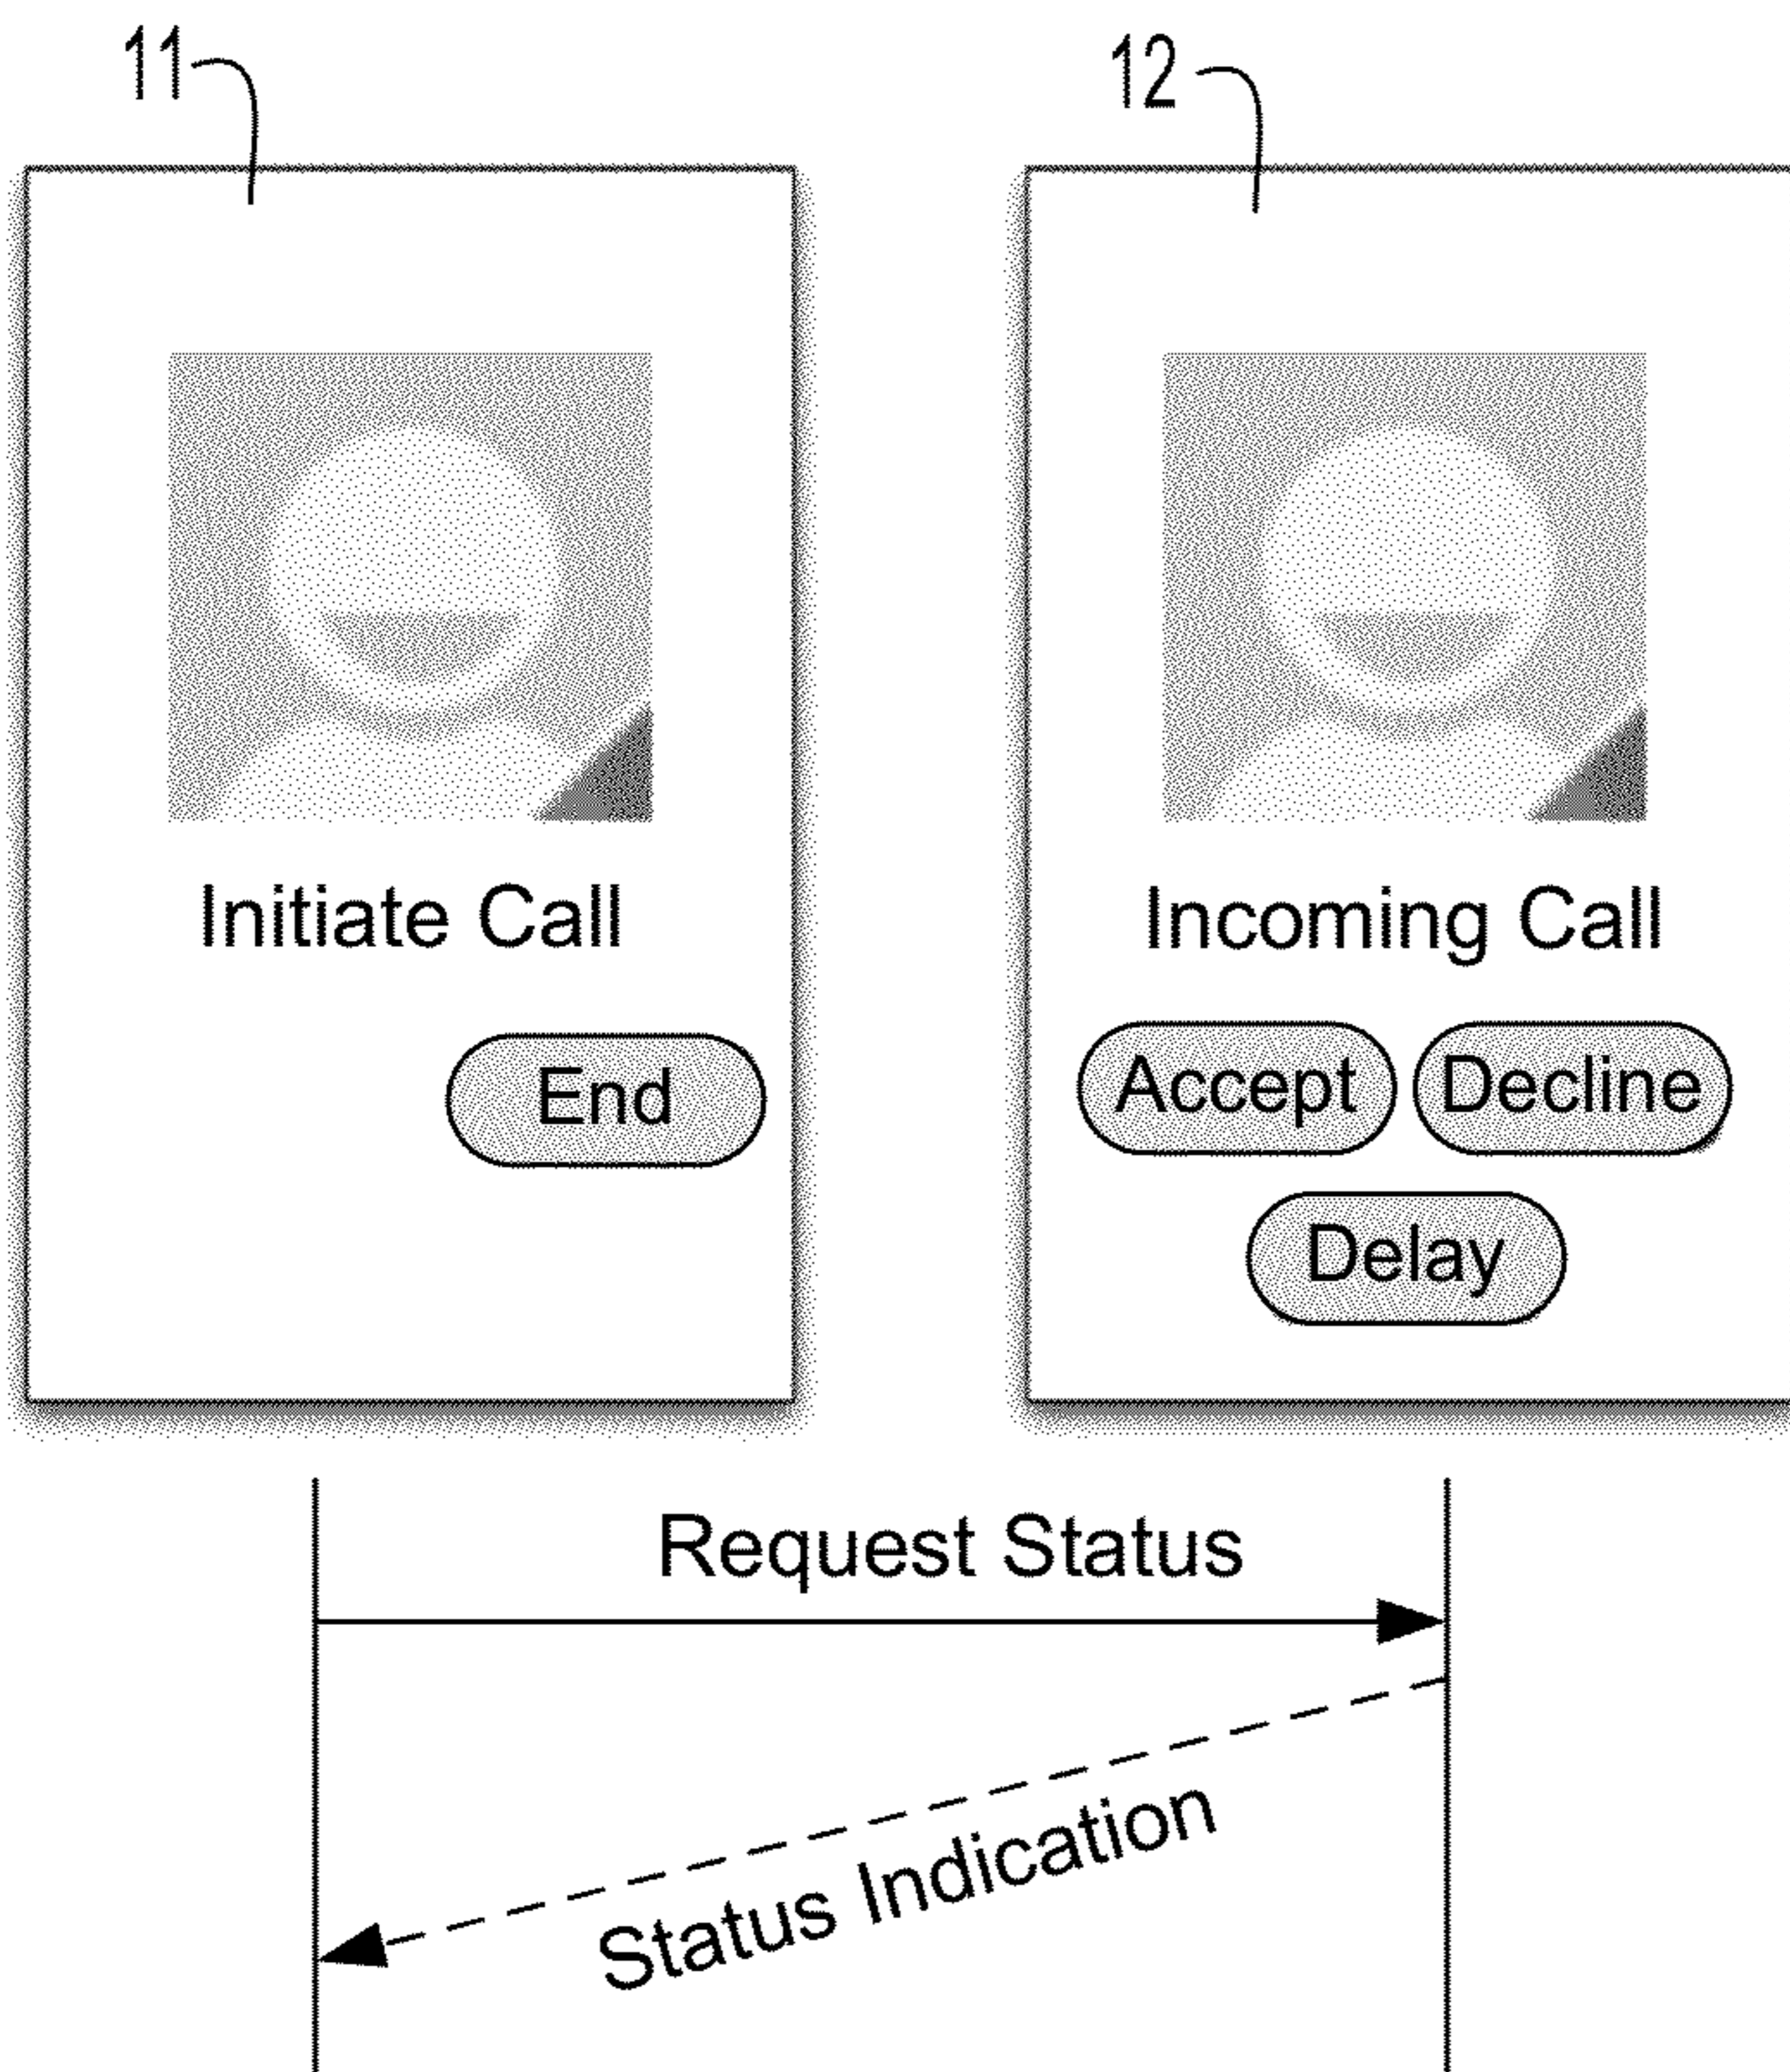 11
12
Initiate Call
Incoming Call
End
Accept
Decline
Delay
Request Status
Status Indication